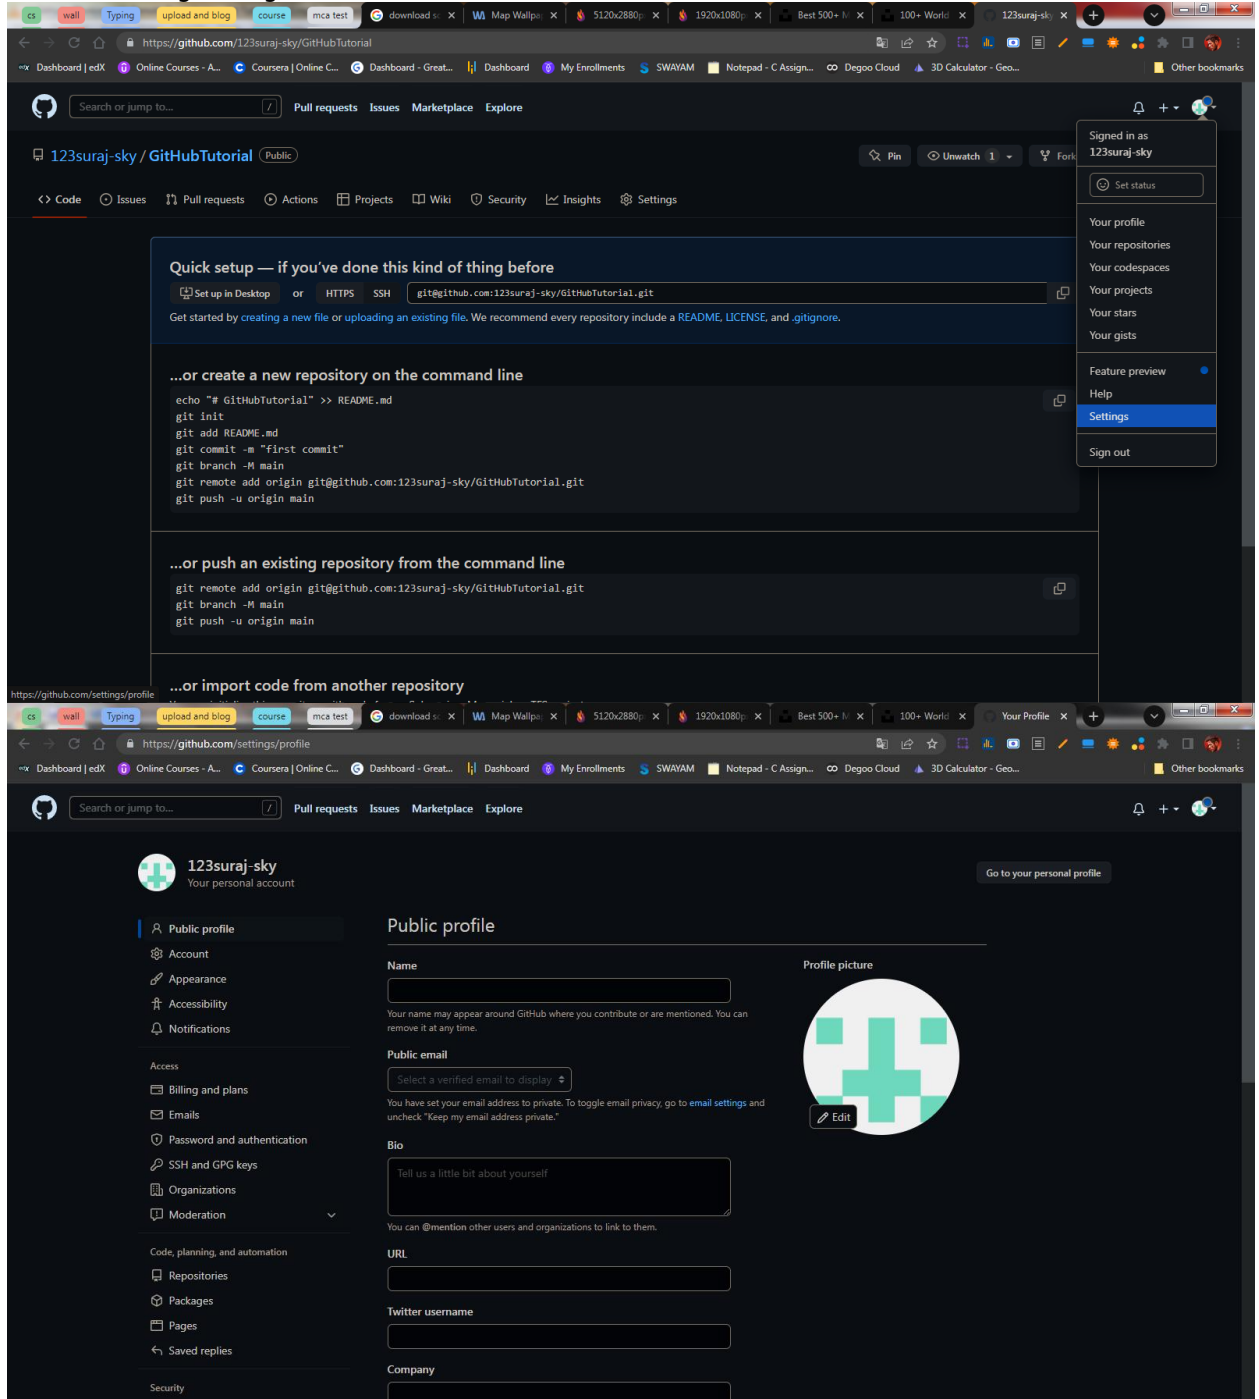 cs wall Typing upload and blog course mca test download sc Map Wallpap 5120x2880p 1920x1080p Best 500+ M 100+ World 123suraj-sky
https://github.com/123suraj-sky/GitHubTutorial
Dashboard | edX Online Courses - A... Coursera | Online C... Dashboard - Great... Dashboard My Enrollments SWAYAM Notepad - C Assign... Degoo Cloud 3D Calculator - Geo... Other bookmarks
Search or jump to... / Pull requests Issues Marketplace Explore
Signed in as
123suraj-sky
123suraj-sky / GitHubTutorial Public
Pin Unwatch 1 Fork
Set status
<> Code Issues Pull requests Actions Projects Wiki Security Insights Settings
Your profile
Your repositories
Your codespaces
Your projects
Your stars
Your gists
Feature preview
Help
Settings
Sign out
Quick setup — if you've done this kind of thing before
Set up in Desktop or HTTPS SSH git@github.com:123suraj-sky/GitHubTutorial.git
Get started by creating a new file or uploading an existing file. We recommend every repository include a README, LICENSE, and .gitignore.
...or create a new repository on the command line
echo "# GitHubTutorial" >> README.md
git init
git add README.md
git commit -m "first commit"
git branch -M main
git remote add origin git@github.com:123suraj-sky/GitHubTutorial.git
git push -u origin main
...or push an existing repository from the command line
git remote add origin git@github.com:123suraj-sky/GitHubTutorial.git
git branch -M main
git push -u origin main
...or import code from another repository
https://github.com/settings/profile
cs wall Typing upload and blog course mca test download sc Map Wallpap 5120x2880p 1920x1080p Best 500+ M 100+ World Your Profile
https://github.com/settings/profile
Dashboard | edX Online Courses - A... Coursera | Online C... Dashboard - Great... Dashboard My Enrollments SWAYAM Notepad - C Assign... Degoo Cloud 3D Calculator - Geo... Other bookmarks
Search or jump to... / Pull requests Issues Marketplace Explore
123suraj-sky
Your personal account
Go to your personal profile
Public profile
Account
Appearance
Accessibility
Notifications
Access
Billing and plans
Emails
Password and authentication
SSH and GPG keys
Organizations
Moderation
Code, planning, and automation
Repositories
Packages
Pages
Saved replies
Security
Public profile
Name
Your name may appear around GitHub where you contribute or are mentioned. You can
remove it at any time.
Public email
Select a verified email to display
You have set your email address to private. To toggle email privacy, go to email settings and
uncheck "Keep my email address private."
Bio
Tell us a little bit about yourself
You can @mention other users and organizations to link to them.
URL
Twitter username
Company
Profile picture
Edit